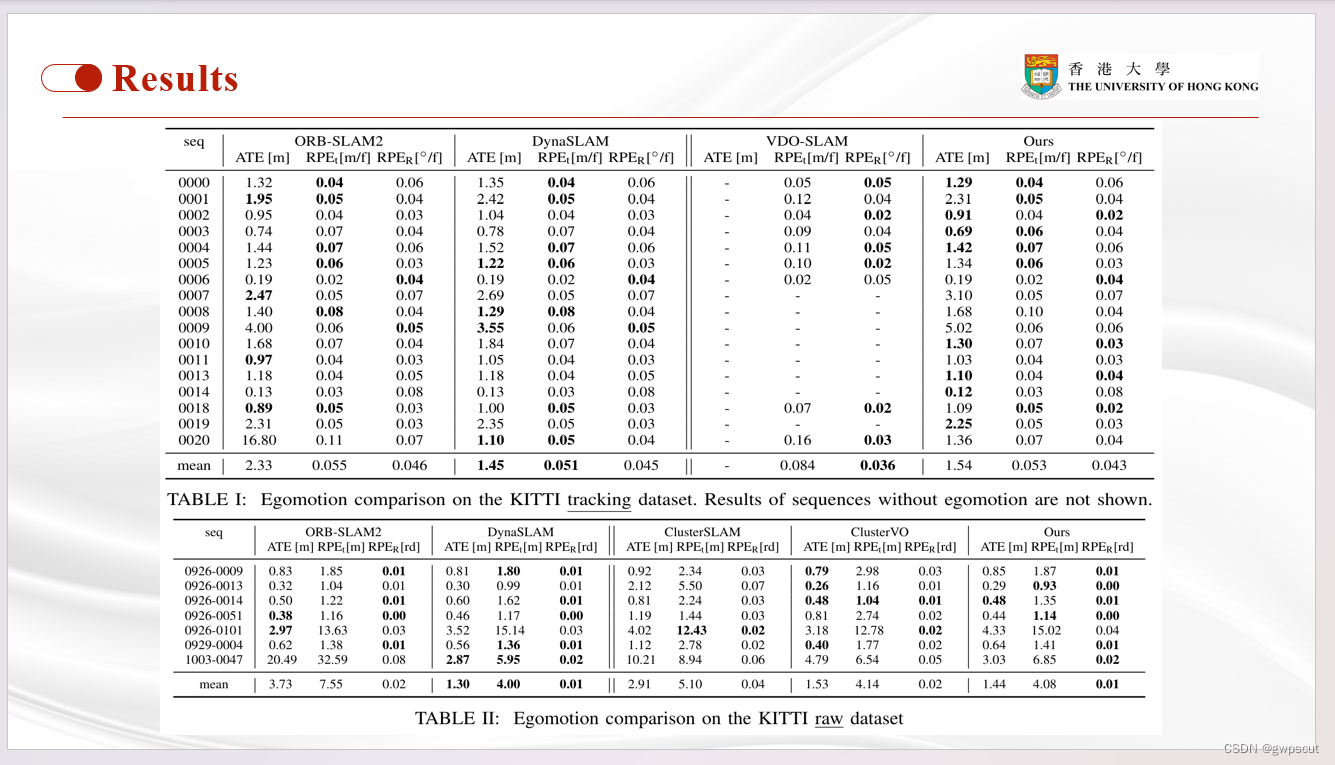 Results
香港大學
THE UNIVERSITY OF HONG KONG
seq ORB-SLAM2 DynaSLAM VDO-SLAM Ours
ATE [m] RPEt[m/f] RPER[°/f] ATE [m] RPEt[m/f] RPER[°/f] ATE [m] RPEt[m/f] RPER[°/f] ATE [m] RPEt[m/f] RPER[°/f]
0000 1.32 0.04 0.06 1.35 0.04 0.06 - 0.05 0.05 1.29 0.04 0.06
0001 1.95 0.05 0.04 2.42 0.05 0.04 - 0.12 0.04 2.31 0.05 0.04
0002 0.95 0.04 0.03 1.04 0.04 0.03 - 0.04 0.02 0.91 0.04 0.02
0003 0.74 0.07 0.04 0.78 0.07 0.04 - 0.09 0.04 0.69 0.06 0.04
0004 1.44 0.07 0.06 1.52 0.07 0.06 - 0.11 0.05 1.42 0.07 0.06
0005 1.23 0.06 0.03 1.22 0.06 0.03 - 0.10 0.02 1.34 0.06 0.03
0006 0.19 0.02 0.04 0.19 0.02 0.04 - 0.02 0.05 0.19 0.02 0.04
0007 2.47 0.05 0.07 2.69 0.05 0.07 - - - 3.10 0.05 0.07
0008 1.40 0.08 0.04 1.29 0.08 0.04 - - - 1.68 0.10 0.04
0009 4.00 0.06 0.05 3.55 0.06 0.05 - - - 5.02 0.06 0.06
0010 1.68 0.07 0.04 1.84 0.07 0.04 - - - 1.30 0.07 0.03
0011 0.97 0.04 0.03 1.05 0.04 0.03 - - - 1.03 0.04 0.03
0013 1.18 0.04 0.05 1.18 0.04 0.05 - - - 1.10 0.04 0.04
0014 0.13 0.03 0.08 0.13 0.03 0.08 - - - 0.12 0.03 0.08
0018 0.89 0.05 0.03 1.00 0.05 0.03 - 0.07 0.02 1.09 0.05 0.02
0019 2.31 0.05 0.03 2.35 0.05 0.03 - - - 2.25 0.05 0.03
0020 16.80 0.11 0.07 1.10 0.05 0.04 - 0.16 0.03 1.36 0.07 0.04
mean 2.33 0.055 0.046 1.45 0.051 0.045 - 0.084 0.036 1.54 0.053 0.043
TABLE I: Egomotion comparison on the KITTI tracking dataset. Results of sequences without egomotion are not shown.
seq ORB-SLAM2 DynaSLAM ClusterSLAM ClusterVO Ours
ATE [m] RPEt[m] RPER[rd] ATE [m] RPEt[m] RPER[rd] ATE [m] RPEt[m] RPER[rd] ATE [m] RPEt[m] RPER[rd] ATE [m] RPEt[m] RPER[rd]
0926-0009 0.83 1.85 0.01 0.81 1.80 0.01 0.92 2.34 0.03 0.79 2.98 0.03 0.85 1.87 0.01
0926-0013 0.32 1.04 0.01 0.30 0.99 0.01 2.12 5.50 0.07 0.26 1.16 0.01 0.29 0.93 0.00
0926-0014 0.50 1.22 0.01 0.60 1.62 0.01 0.81 2.24 0.03 0.48 1.04 0.01 0.48 1.35 0.01
0926-0051 0.38 1.16 0.00 0.46 1.17 0.00 1.19 1.44 0.03 0.81 2.74 0.02 0.44 1.14 0.00
0926-0101 2.97 13.63 0.03 3.52 15.14 0.03 4.02 12.43 0.02 3.18 12.78 0.02 4.33 15.02 0.04
0929-0004 0.62 1.38 0.01 0.56 1.36 0.01 1.12 2.78 0.02 0.40 1.77 0.02 0.64 1.41 0.01
1003-0047 20.49 32.59 0.08 2.87 5.95 0.02 10.21 8.94 0.06 4.79 6.54 0.05 3.03 6.85 0.02
mean 3.73 7.55 0.02 1.30 4.00 0.01 2.91 5.10 0.04 1.53 4.14 0.02 1.44 4.08 0.01
TABLE II: Egomotion comparison on the KITTI raw dataset
CSDN @gwpscut